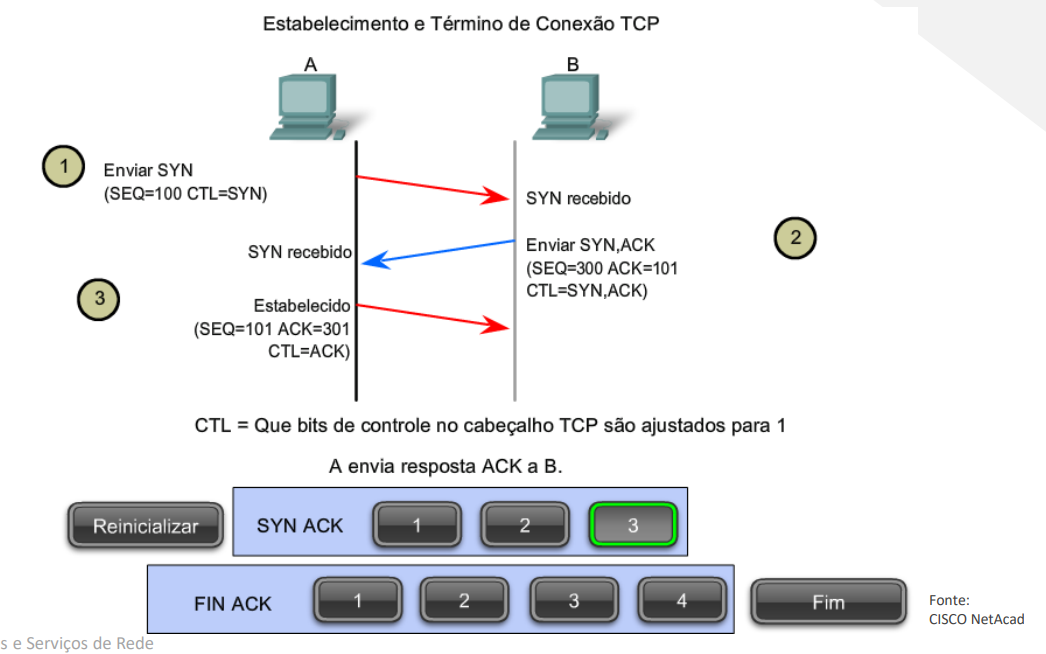 Estabelecimento e Término de Conexão TCP
A
B
1
Enviar SYN
(SEQ=100 CTL=SYN)
SYN recebido
2
Enviar SYN,ACK
(SEQ=300 ACK=101
CTL=SYN,ACK)
SYN recebido
3
Estabelecido
(SEQ=101 ACK=301
CTL=ACK)
CTL = Que bits de controle no cabeçalho TCP são ajustados para 1
A envia resposta ACK a B.
Reinicializar
SYN ACK
1
2
3
FIN ACK
1
2
3
4
Fim
Fonte:
CISCO NetAcad
s e Serviços de Rede